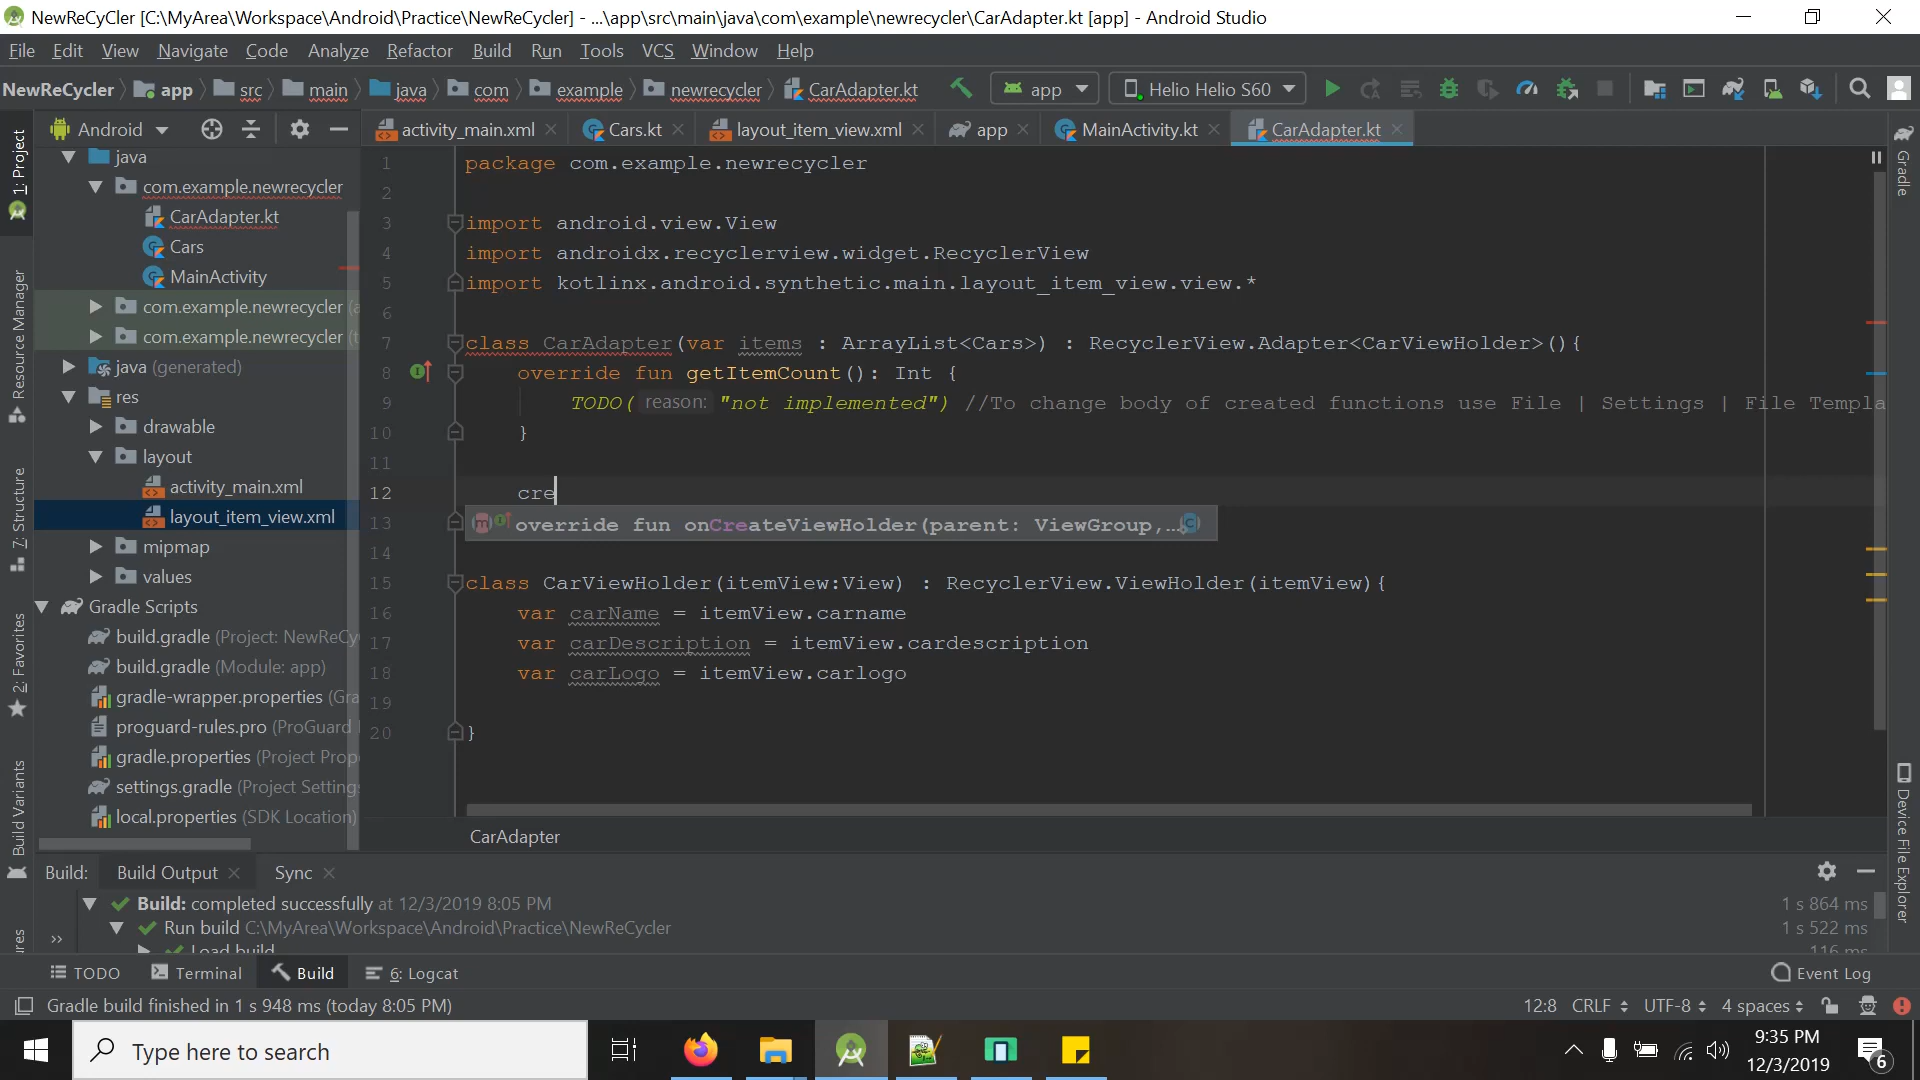 NewReCycler [C:\MyArea\Workspace\Android\Practice\NewReCycler] - ...\app\src\main\java\com\example\newrecycler\CarAdapter.kt [app] - Android Studio
File Edit View Navigate Code Analyze Refactor Build Run Tools VCS Window Help
NewReCycler app src main java com example newrecycler CarAdapter.kt app Helio Helio S60
Android activity_main.xml Cars.kt layout_item_view.xml app MainActivity.kt CarAdapter.kt
1: Project
Resource Manager
7: Structure
2: Favorites
Build Variants
java
com.example.newrecycler
CarAdapter.kt
Cars
MainActivity
com.example.newrecycler (a
com.example.newrecycler (t
java (generated)
res
drawable
layout
activity_main.xml
layout_item_view.xml
mipmap
values
Gradle Scripts
build.gradle (Project: NewReCy
build.gradle (Module: app)
gradle-wrapper.properties (Gra
proguard-rules.pro (ProGuard
gradle.properties (Project Prop
settings.gradle (Project Setting
local.properties (SDK Location)
1 package com.example.newrecycler
2
3 import android.view.View
4 import androidx.recyclerview.widget.RecyclerView
5 import kotlinx.android.synthetic.main.layout_item_view.view.*
6
7 class CarAdapter(var items : ArrayList<Cars>) : RecyclerView.Adapter<CarViewHolder>(){
8 override fun getItemCount(): Int {
9 TODO( reason: "not implemented") //To change body of created functions use File | Settings | File Templa
10 }
11
12 cre
13 override fun onCreateViewHolder(parent: ViewGroup,...
14
15 class CarViewHolder(itemView:View) : RecyclerView.ViewHolder(itemView){
16 var carName = itemView.carname
17 var carDescription = itemView.cardescription
18 var carLogo = itemView.carlogo
19
20 }
CarAdapter
Gradle
Device File Explorer
Build: Build Output Sync
Build: completed successfully at 12/3/2019 8:05 PM 1 s 864 ms
Run build C:\MyArea\Workspace\Android\Practice\NewReCycler 1 s 522 ms
Load build 116 ms
TODO Terminal Build 6: Logcat Event Log
Gradle build finished in 1 s 948 ms (today 8:05 PM) 12:8 CRLF UTF-8 4 spaces
Type here to search
9:35 PM
12/3/2019
6